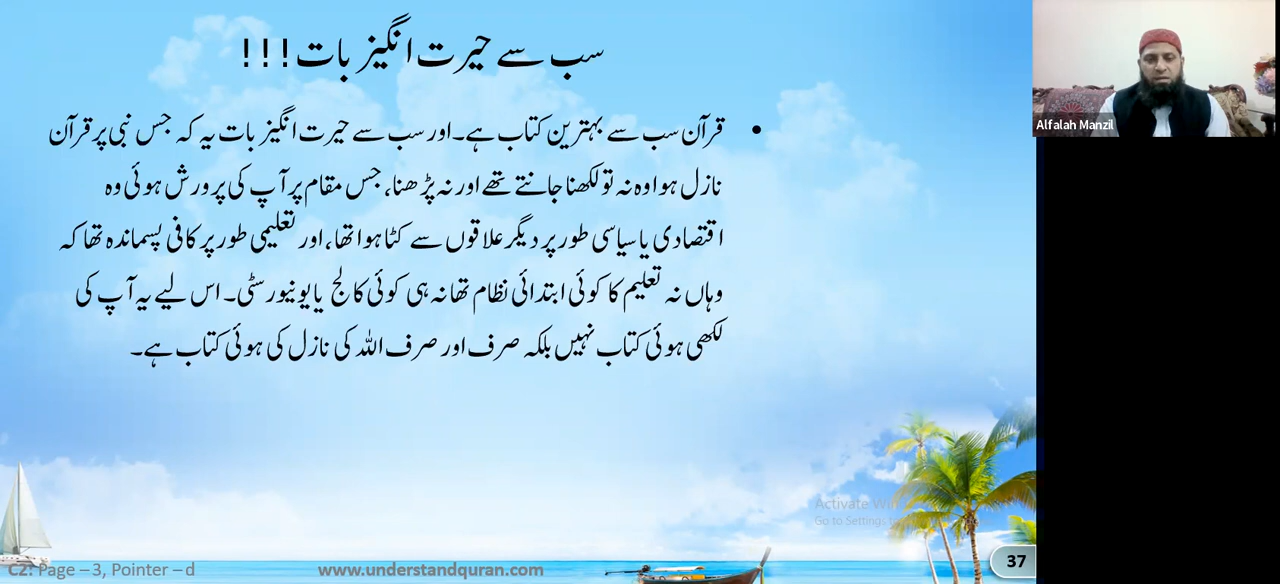 سب سے حیرت انگیز بات!!!
• قرآن سب سے بہترین کتاب ہے۔اور سب سے حیرت انگیز بات یہ کہ جس نبی پر قرآن
نازل ہوا وہ نہ تو لکھنا جانتے تھے اور نہ پڑھنا، جس مقام پر آپ کی پرورش ہوئی وہ
اقتصادی یا سیاسی طور پر دیگر علاقوں سے کٹا ہوا تھا، اور تعلیمی طور پر کافی پسماندہ تھا کہ
وہاں نہ تعلیم کا کوئی ابتدائی نظام تھا نہ ہی کوئی کالج یا یونیورسٹی۔ اس لیے یہ آپ کی
لکھی ہوئی کتاب نہیں بلکہ صرف اور صرف اللہ کی نازل کی ہوئی کتاب ہے۔
Alfalah Manzil
Activate
Go to Settings
37
C2: Page – 3, Pointer – d
www.understandquran.com